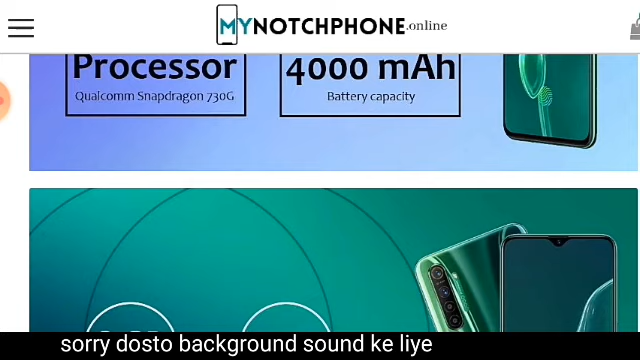 MYNOTCHPHONE.online
Processor
Qualcomm Snapdragon 730G
4000 mAh
Battery capacity
sorry dosto background sound ke liye